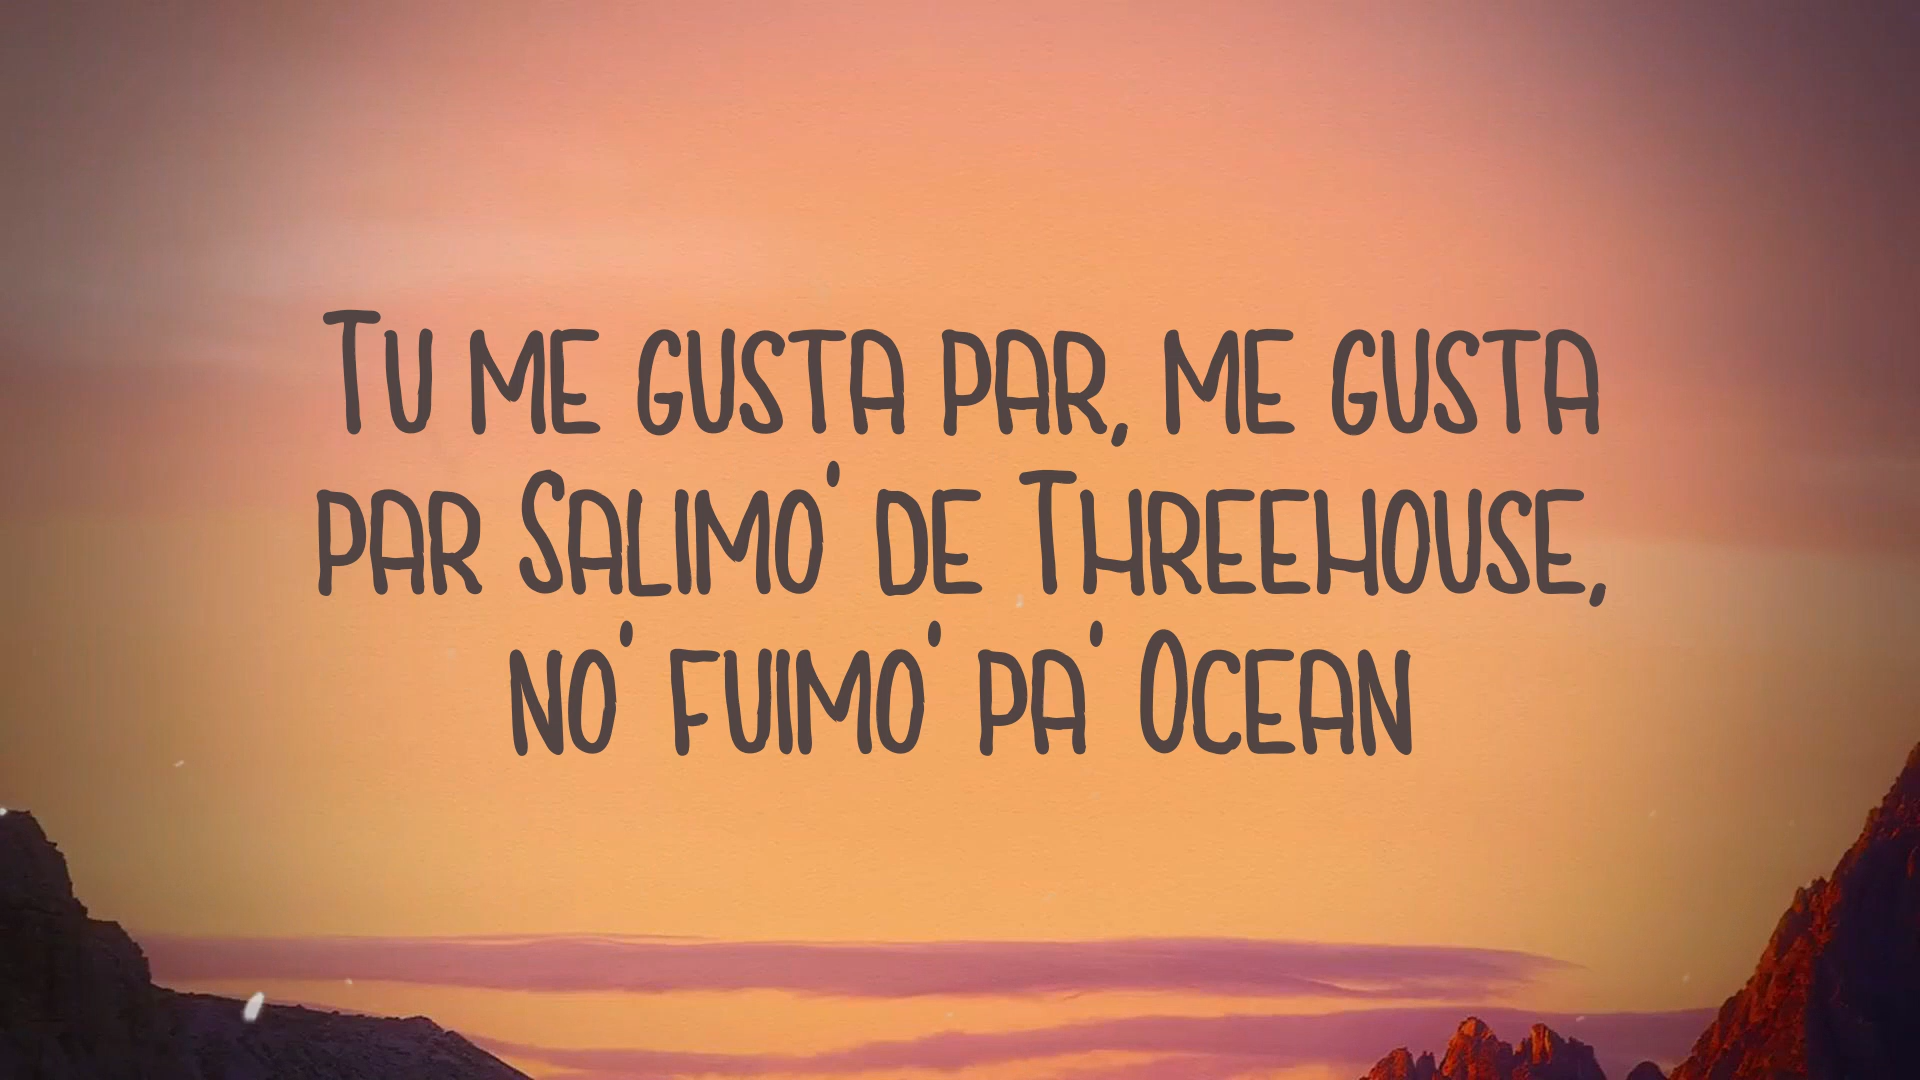 Tu me gusta par, me gusta
par Salimo' de Threehouse,
no' fuimo' pa' Ocean